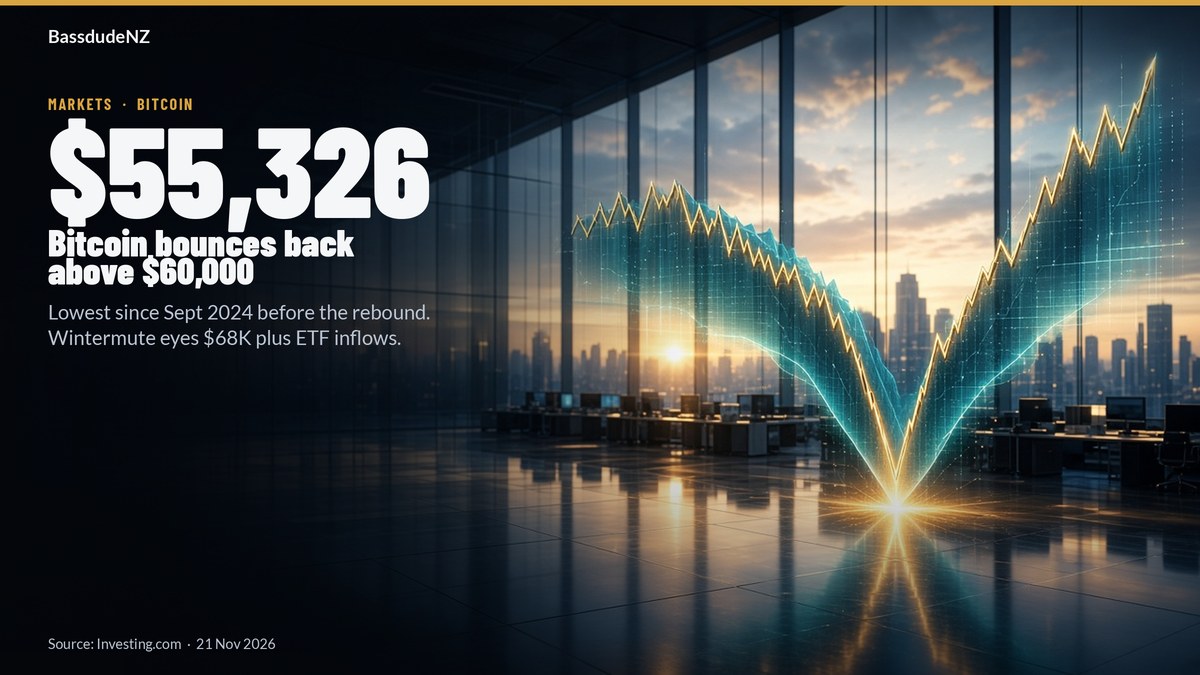 BassdudeNZ
MARKETS · BITCOIN
$55,326
Bitcoin bounces back
above $60,000
Lowest since Sept 2024 before the rebound.
Wintermute eyes $68K plus ETF inflows.
Source: Investing.com · 21 Nov 2026